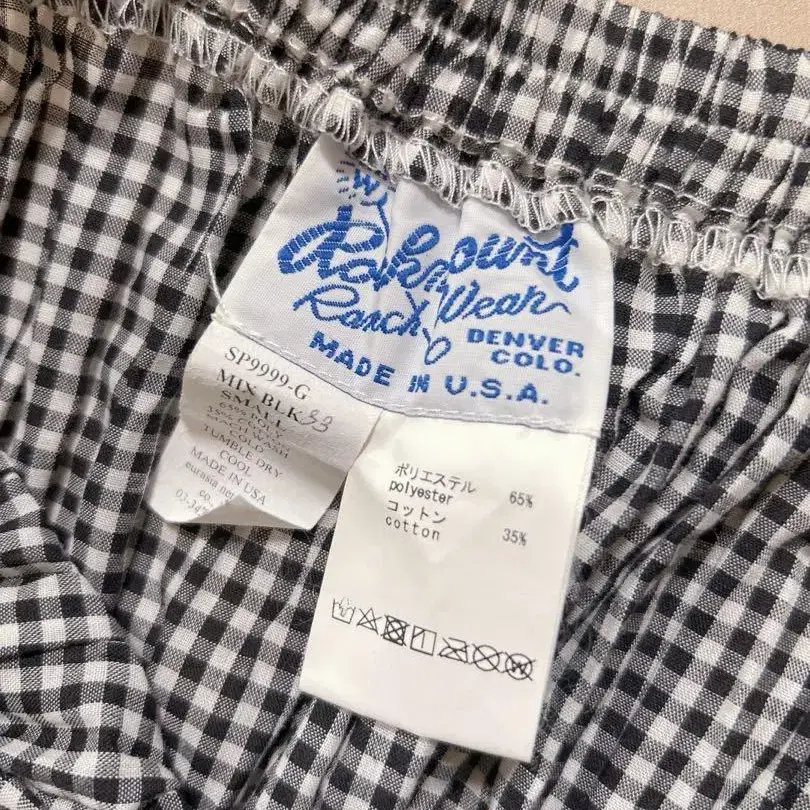 W
Rockmount
Ranch Wear
DENVER
COLO.
MADE IN U.S.A.
SP9999-G
MIX BLK
SMALL
TUMBLE DRY
COOL
MADE IN USA
ポリエステル
polyester 65%
コットン
cotton 35%